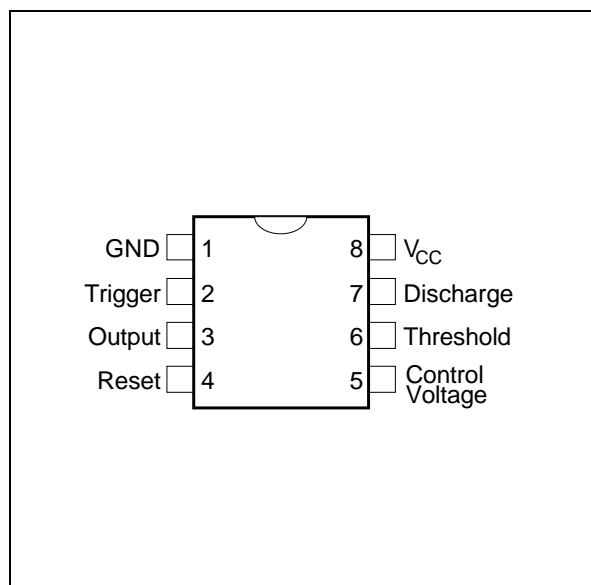 GND 1 8 VCC
Trigger 2 7 Discharge
Output 3 6 Threshold
Reset 4 5 Control
Voltage